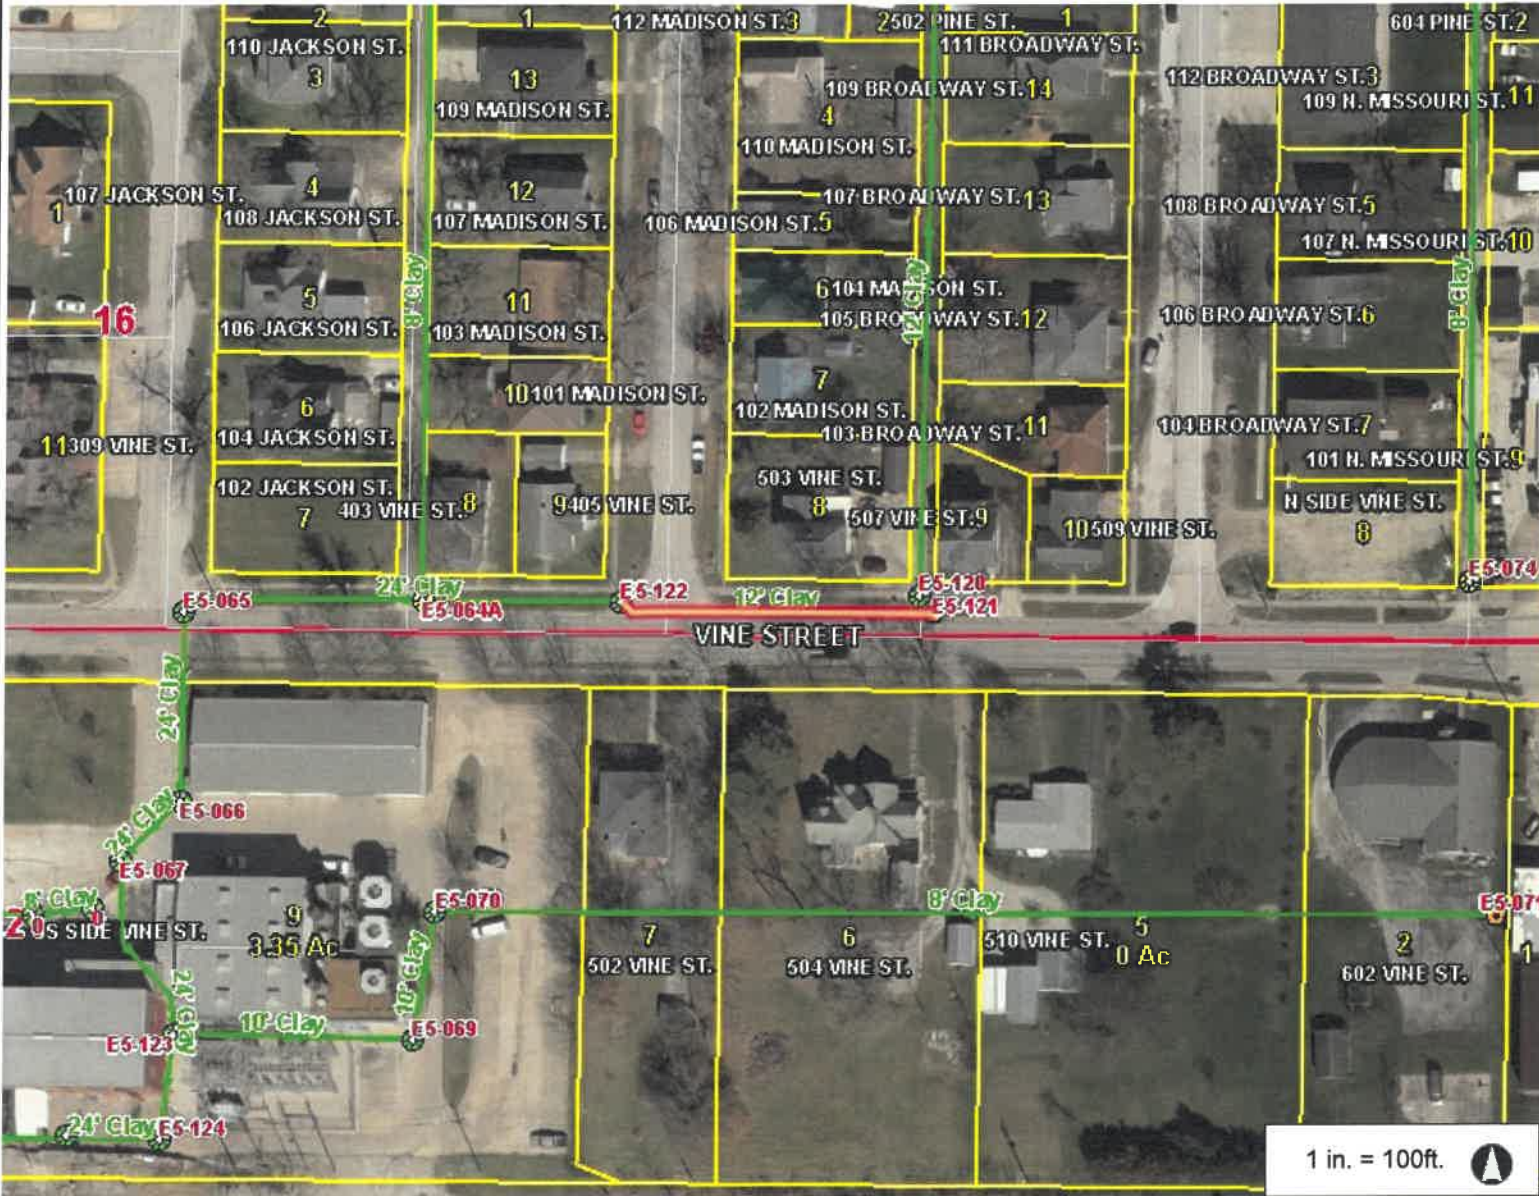 2
1
112 MADISON ST.3
2502 PINE ST.
1
604 PINE ST.2
110 JACKSON ST.
3
13
109 MADISON ST.
111 BROADWAY ST.
109 BROADWAY ST.14
4
110 MADISON ST.
112 BROADWAY ST.3
109 N. MISSOURI ST.11
107 JACKSON ST.
1
4
108 JACKSON ST.
12
107 MADISON ST.
107 BROADWAY ST.13
106 MADISON ST.5
108 BROADWAY ST.5
107 N. MISSOURI ST.10
8' Clay
12' Clay
8' Clay
5
106 JACKSON ST.
11
103 MADISON ST.
6104 MADISON ST.
105 BROADWAY ST.12
106 BROADWAY ST.6
16
6
104 JACKSON ST.
10101 MADISON ST.
7
102 MADISON ST.
103 BROADWAY ST.11
104 BROADWAY ST.7
101 N. MISSOURI ST.9
11309 VINE ST.
102 JACKSON ST.
7
403 VINE ST.8
9405 VINE ST.
503 VINE ST.
8
507 VINE ST.9
10509 VINE ST.
N SIDE VINE ST.
8
E5-074
24' Clay
E5-065
E5-064A
E5-122
12' Clay
E5-120
E5-121
VINE STREET
24' Clay
E5-066
24' Clay
E5-067
8' Clay
0
2
0S SIDE VINE ST.
9
3.35 Ac
E5-070
8' Clay
10' Clay
7
502 VINE ST.
6
504 VINE ST.
510 VINE ST.
5
0 Ac
2
602 VINE ST.
E5-071
1
24' Clay
10' Clay
E5-069
E5-123
24' Clay
E5-124
1 in. = 100ft.